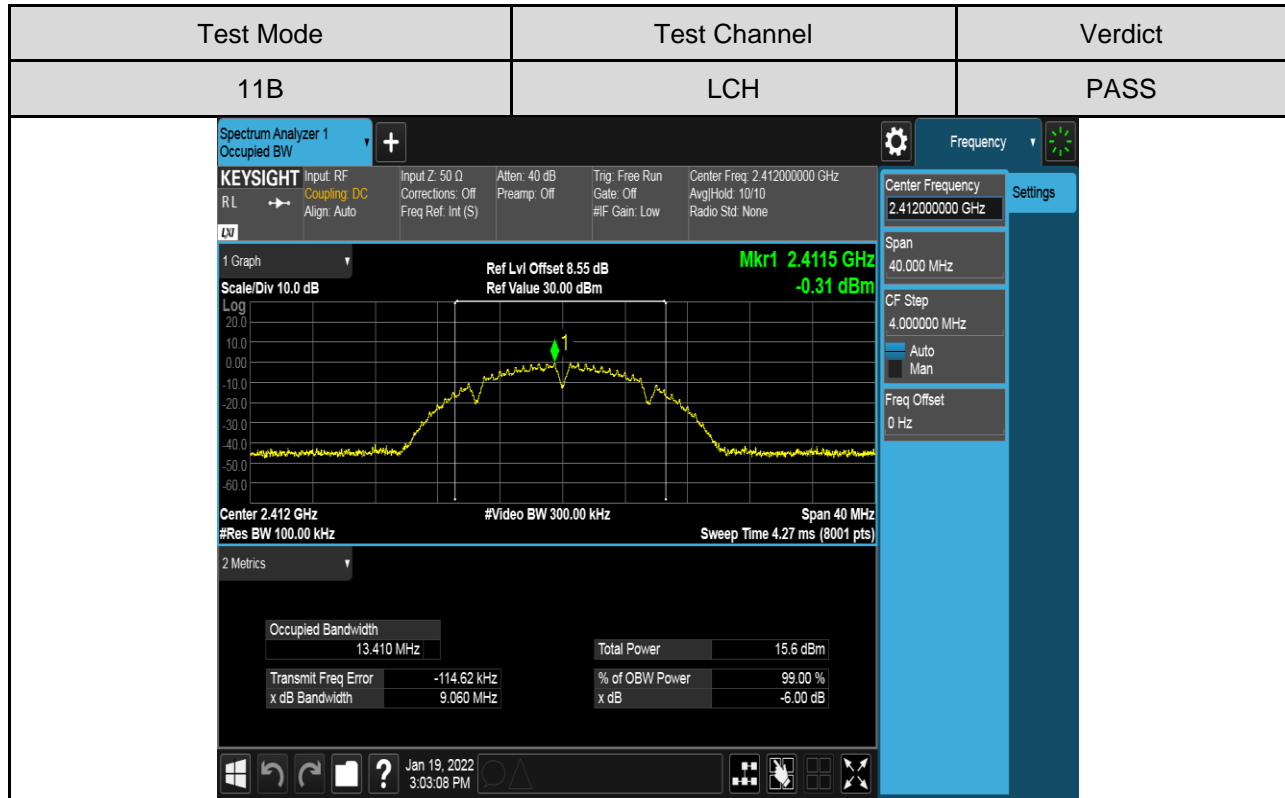 Test Mode Test Channel Verdict
11B LCH PASS
Spectrum Analyzer 1
Occupied BW
+
Frequency
KEYSIGHT
RL
LXI
Input: RF
Coupling: DC
Align: Auto
Input Z: 50 Ω
Corrections: Off
Freq Ref: Int (S)
Atten: 40 dB
Preamp: Off
Trig: Free Run
Gate: Off
#IF Gain: Low
Center Freq: 2.412000000 GHz
Avg|Hold: 10/10
Radio Std: None
Center Frequency
2.412000000 GHz
Settings
Span
40.000 MHz
CF Step
4.000000 MHz
Auto
Man
Freq Offset
0 Hz
1 Graph
Scale/Div 10.0 dB
Ref Lvl Offset 8.55 dB
Ref Value 30.00 dBm
Mkr1 2.4115 GHz
-0.31 dBm
Log
20.0
10.0
0.00
-10.0
-20.0
-30.0
-40.0
-50.0
-60.0
1
Center 2.412 GHz
#Res BW 100.00 kHz
#Video BW 300.00 kHz
Span 40 MHz
Sweep Time 4.27 ms (8001 pts)
2 Metrics
Occupied Bandwidth
13.410 MHz
Total Power 15.6 dBm
Transmit Freq Error -114.62 kHz
% of OBW Power 99.00 %
x dB Bandwidth 9.060 MHz
x dB -6.00 dB
?
Jan 19, 2022
3:03:08 PM